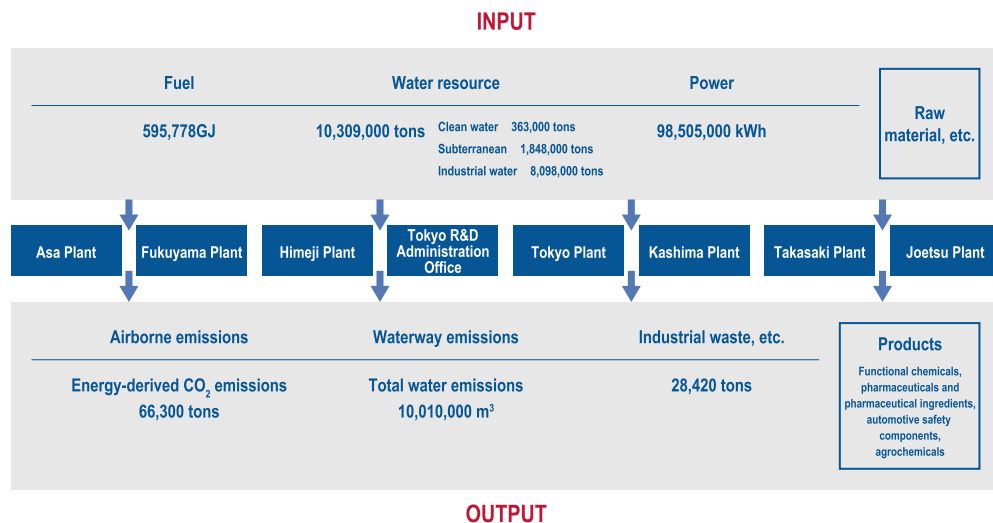 INPUT
Fuel
Water resource
Power
595,778GJ
10,309,000 tons
Clean water 363,000 tons
Subterranean 1,848,000 tons
Industrial water 8,098,000 tons
98,505,000 kWh
Raw
material, etc.
Asa Plant
Fukuyama Plant
Himeji Plant
Tokyo R&D
Administration
Office
Tokyo Plant
Kashima Plant
Takasaki Plant
Joetsu Plant
Airborne emissions
Waterway emissions
Industrial waste, etc.
Energy-derived CO₂ emissions
66,300 tons
Total water emissions
10,010,000 m³
28,420 tons
Products
Functional chemicals,
pharmaceuticals and
pharmaceutical ingredients,
automotive safety
components,
agrochemicals
OUTPUT